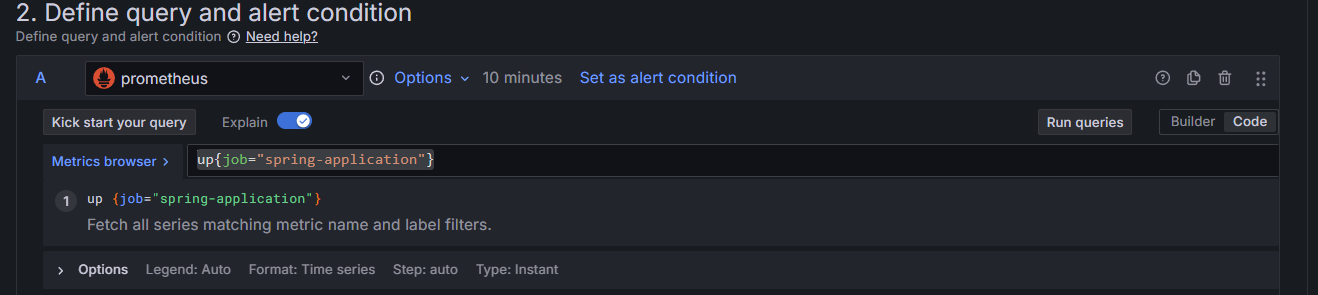 2. Define query and alert condition
Define query and alert condition Need help?
A prometheus Options 10 minutes Set as alert condition
Kick start your query Explain Run queries Builder Code
Metrics browser > up{job="spring-application"}
1 up {job="spring-application"}
Fetch all series matching metric name and label filters.
> Options Legend: Auto Format: Time series Step: auto Type: Instant